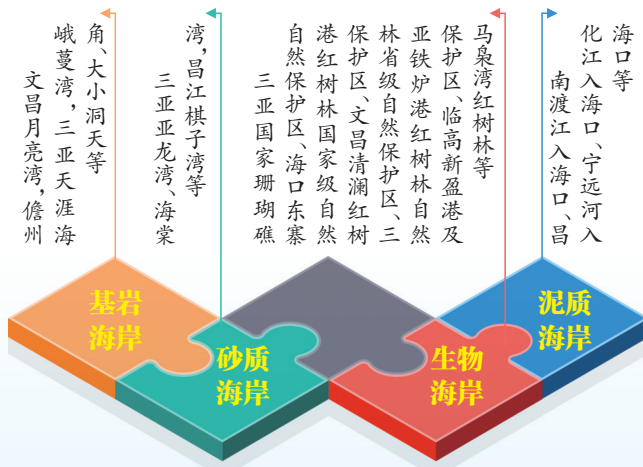 文昌月亮湾，儋州
峨蔓湾，三亚天涯海
角、大小洞天等
三亚亚龙湾、海棠
湾，昌江棋子湾等
三亚国家珊瑚礁
自然保护区、海口东寨
港红树林国家级自然
保护区、文昌清澜红树
林省级自然保护区、三
亚铁炉港红树林自然
保护区、临高新盈港及
马袅湾红树林等
南渡江入海口、昌
化江入海口、宁远河入
海口等
基岩
海岸
砂质
海岸
生物
海岸
泥质
海岸